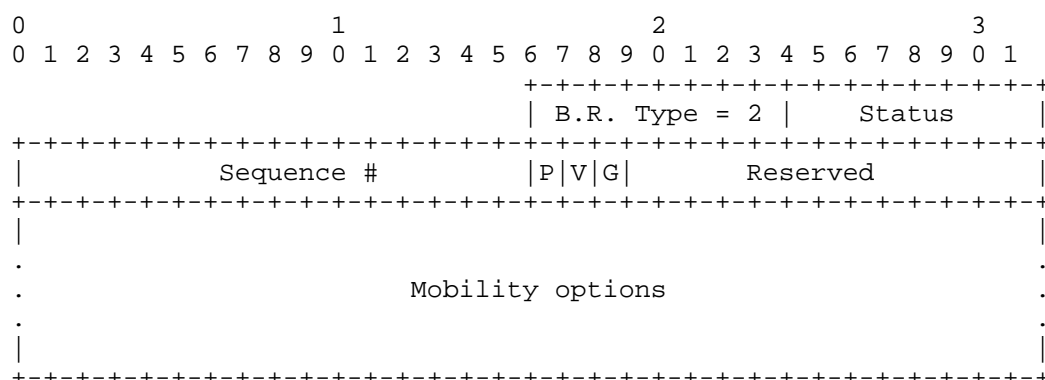 0                   1                   2                   3
0 1 2 3 4 5 6 7 8 9 0 1 2 3 4 5 6 7 8 9 0 1 2 3 4 5 6 7 8 9 0 1
                                +-+-+-+-+-+-+-+-+-+-+-+-+-+-+-+-+
                                | B.R. Type = 2 |    Status     |
+-+-+-+-+-+-+-+-+-+-+-+-+-+-+-+-+-+-+-+-+-+-+-+-+-+-+-+-+-+-+-+-+
|            Sequence #         |P|V|G|       Reserved          |
+-+-+-+-+-+-+-+-+-+-+-+-+-+-+-+-+-+-+-+-+-+-+-+-+-+-+-+-+-+-+-+-+
|                                                               |
.                                                               .
.                        Mobility options                       .
.                                                               .
|                                                               |
+-+-+-+-+-+-+-+-+-+-+-+-+-+-+-+-+-+-+-+-+-+-+-+-+-+-+-+-+-+-+-+-+